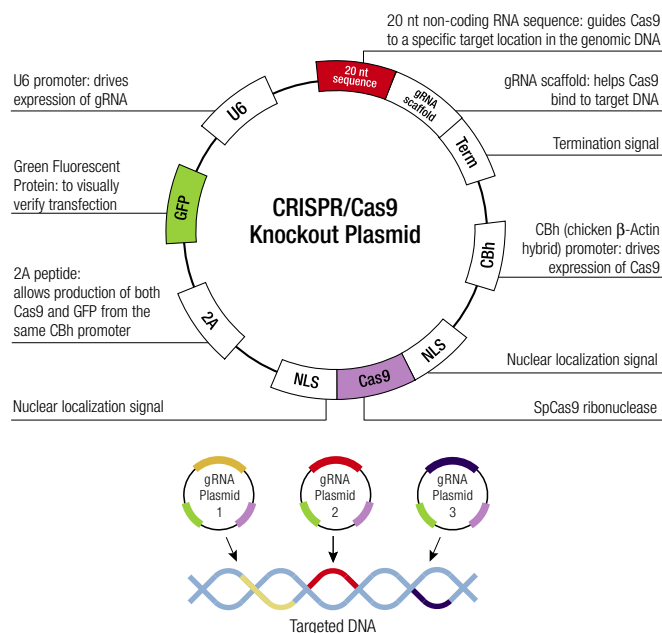 20 nt non-coding RNA sequence: guides Cas9
to a specific target location in the genomic DNA
U6 promoter: drives
expression of gRNA
gRNA scaffold: helps Cas9
bind to target DNA
Termination signal
Green Fluorescent
Protein: to visually
verify transfection
CBh (chicken β-Actin
hybrid) promoter: drives
expression of Cas9
2A peptide:
allows production of both
Cas9 and GFP from the
same CBh promoter
Nuclear localization signal
Nuclear localization signal
SpCas9 ribonuclease
20 nt
sequence
gRNA
scaffold
Term
CBh
NLS
Cas9
NLS
2A
GFP
U6
CRISPR/Cas9
Knockout Plasmid
gRNA
Plasmid
1
gRNA
Plasmid
2
gRNA
Plasmid
3
Targeted DNA